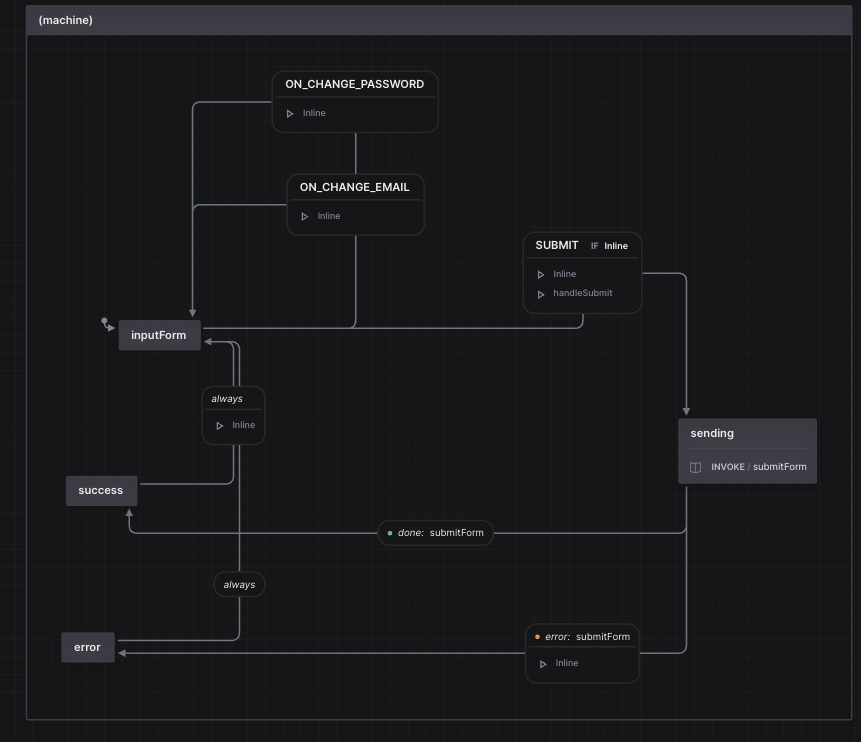 (machine)
ON_CHANGE_PASSWORD
Inline
ON_CHANGE_EMAIL
Inline
SUBMIT IF Inline
Inline
handleSubmit
inputForm
always
Inline
sending
INVOKE / submitForm
success
done: submitForm
always
error: submitForm
error
Inline